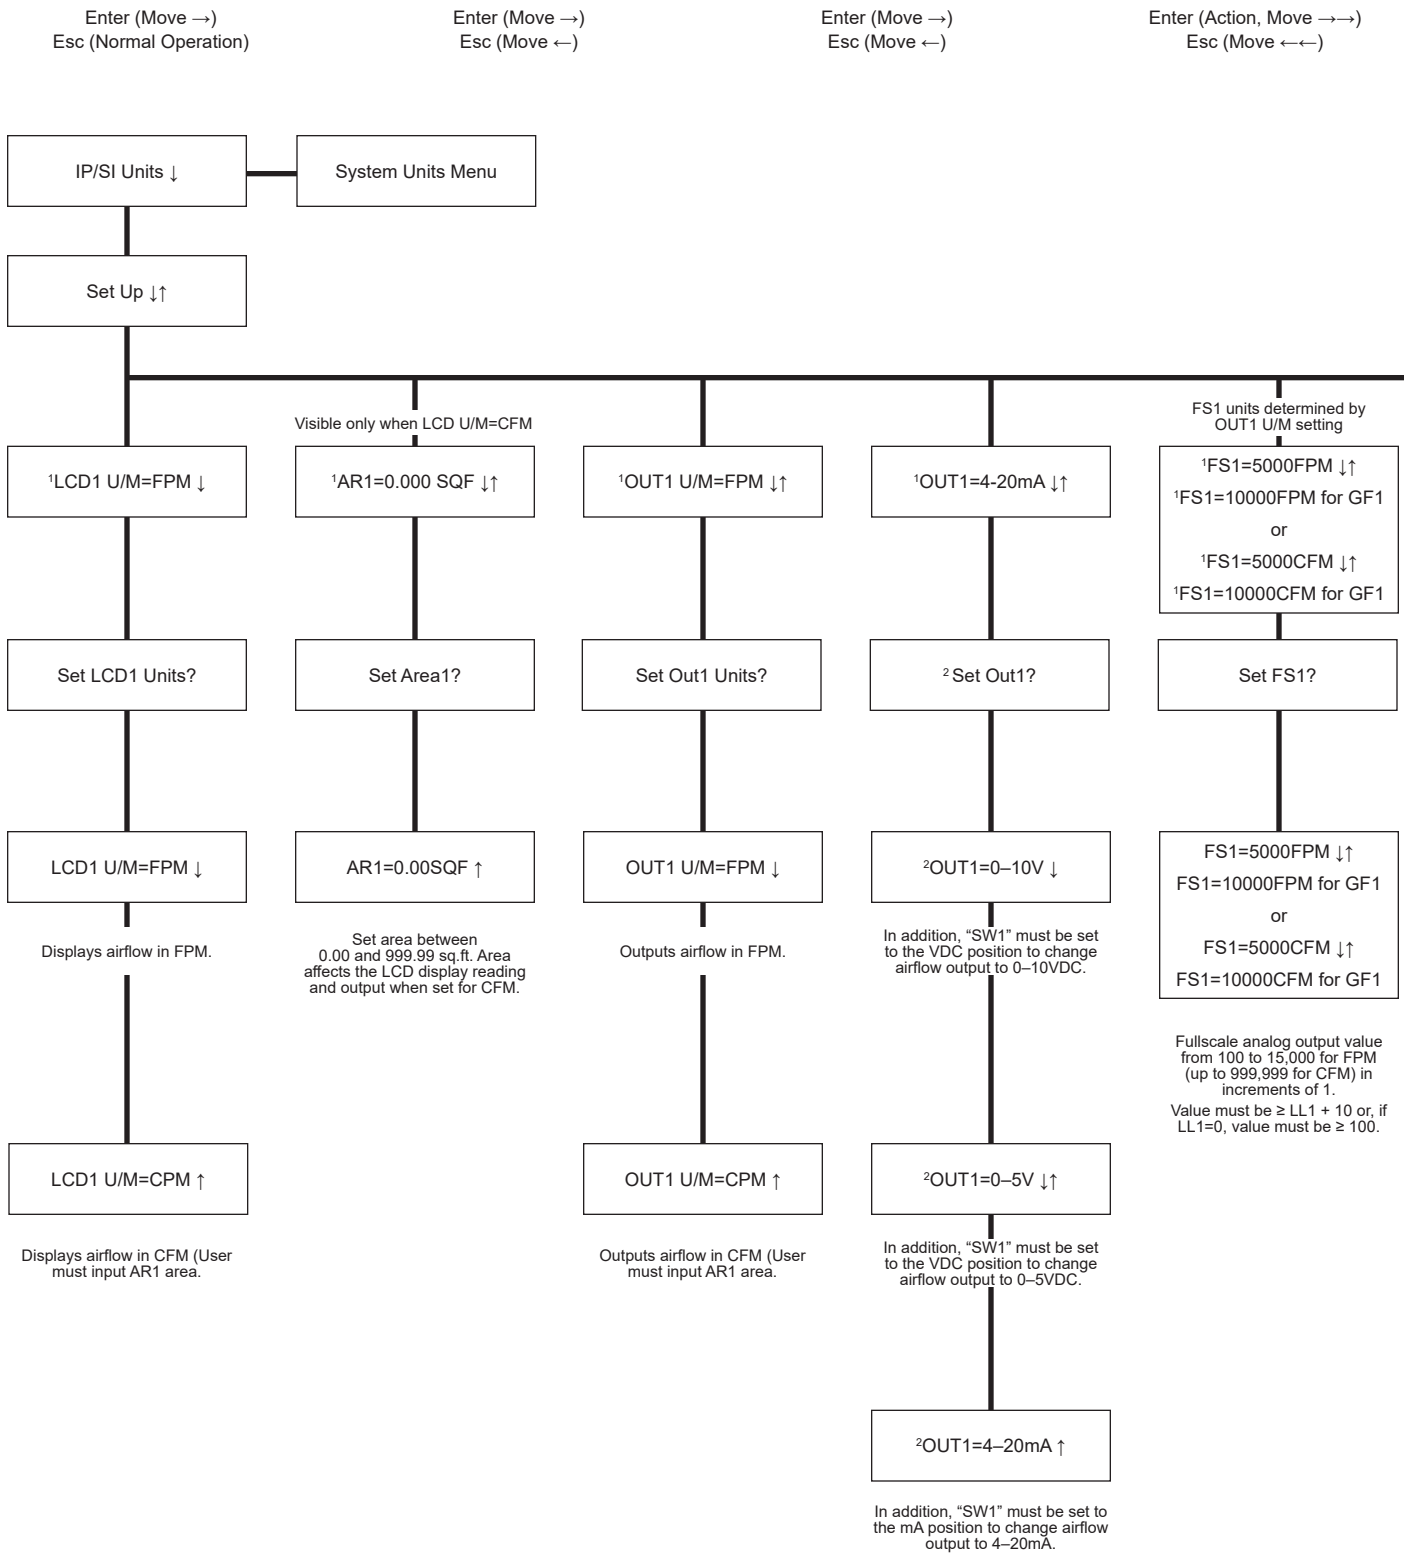 Enter (Move →)
Esc (Normal Operation)
Enter (Move →)
Esc (Move ←)
Enter (Move →)
Esc (Move ←)
Enter (Action, Move →→)
Esc (Move ←←)
IP/SI Units ↓
System Units Menu
Set Up ↓↑
Visible only when LCD U/M=CFM
FS1 units determined by
OUT1 U/M setting
¹LCD1 U/M=FPM ↓
¹AR1=0.000 SQF ↓↑
¹OUT1 U/M=FPM ↓↑
¹OUT1=4-20mA ↓↑
¹FS1=5000FPM ↓↑
¹FS1=10000FPM for GF1
or
¹FS1=5000CFM ↓↑
¹FS1=10000CFM for GF1
Set LCD1 Units?
Set Area1?
Set Out1 Units?
² Set Out1?
Set FS1?
LCD1 U/M=FPM ↓
AR1=0.00SQF ↑
OUT1 U/M=FPM ↓
²OUT1=0–10V ↓
FS1=5000FPM ↓↑
FS1=10000FPM for GF1
or
FS1=5000CFM ↓↑
FS1=10000CFM for GF1
Displays airflow in FPM.
Set area between
0.00 and 999.99 sq.ft. Area
affects the LCD display reading
and output when set for CFM.
Outputs airflow in FPM.
In addition, “SW1” must be set
to the VDC position to change
airflow output to 0–10VDC.
Fullscale analog output value
from 100 to 15,000 for FPM
(up to 999,999 for CFM) in
increments of 1.
Value must be ≥ LL1 + 10 or, if
LL1=0, value must be ≥ 100.
LCD1 U/M=CPM ↑
OUT1 U/M=CPM ↑
²OUT1=0–5V ↓↑
Displays airflow in CFM (User
must input AR1 area.
Outputs airflow in CFM (User
must input AR1 area.
In addition, “SW1” must be set
to the VDC position to change
airflow output to 0–5VDC.
²OUT1=4–20mA ↑
In addition, “SW1” must be set to
the mA position to change airflow
output to 4–20mA.